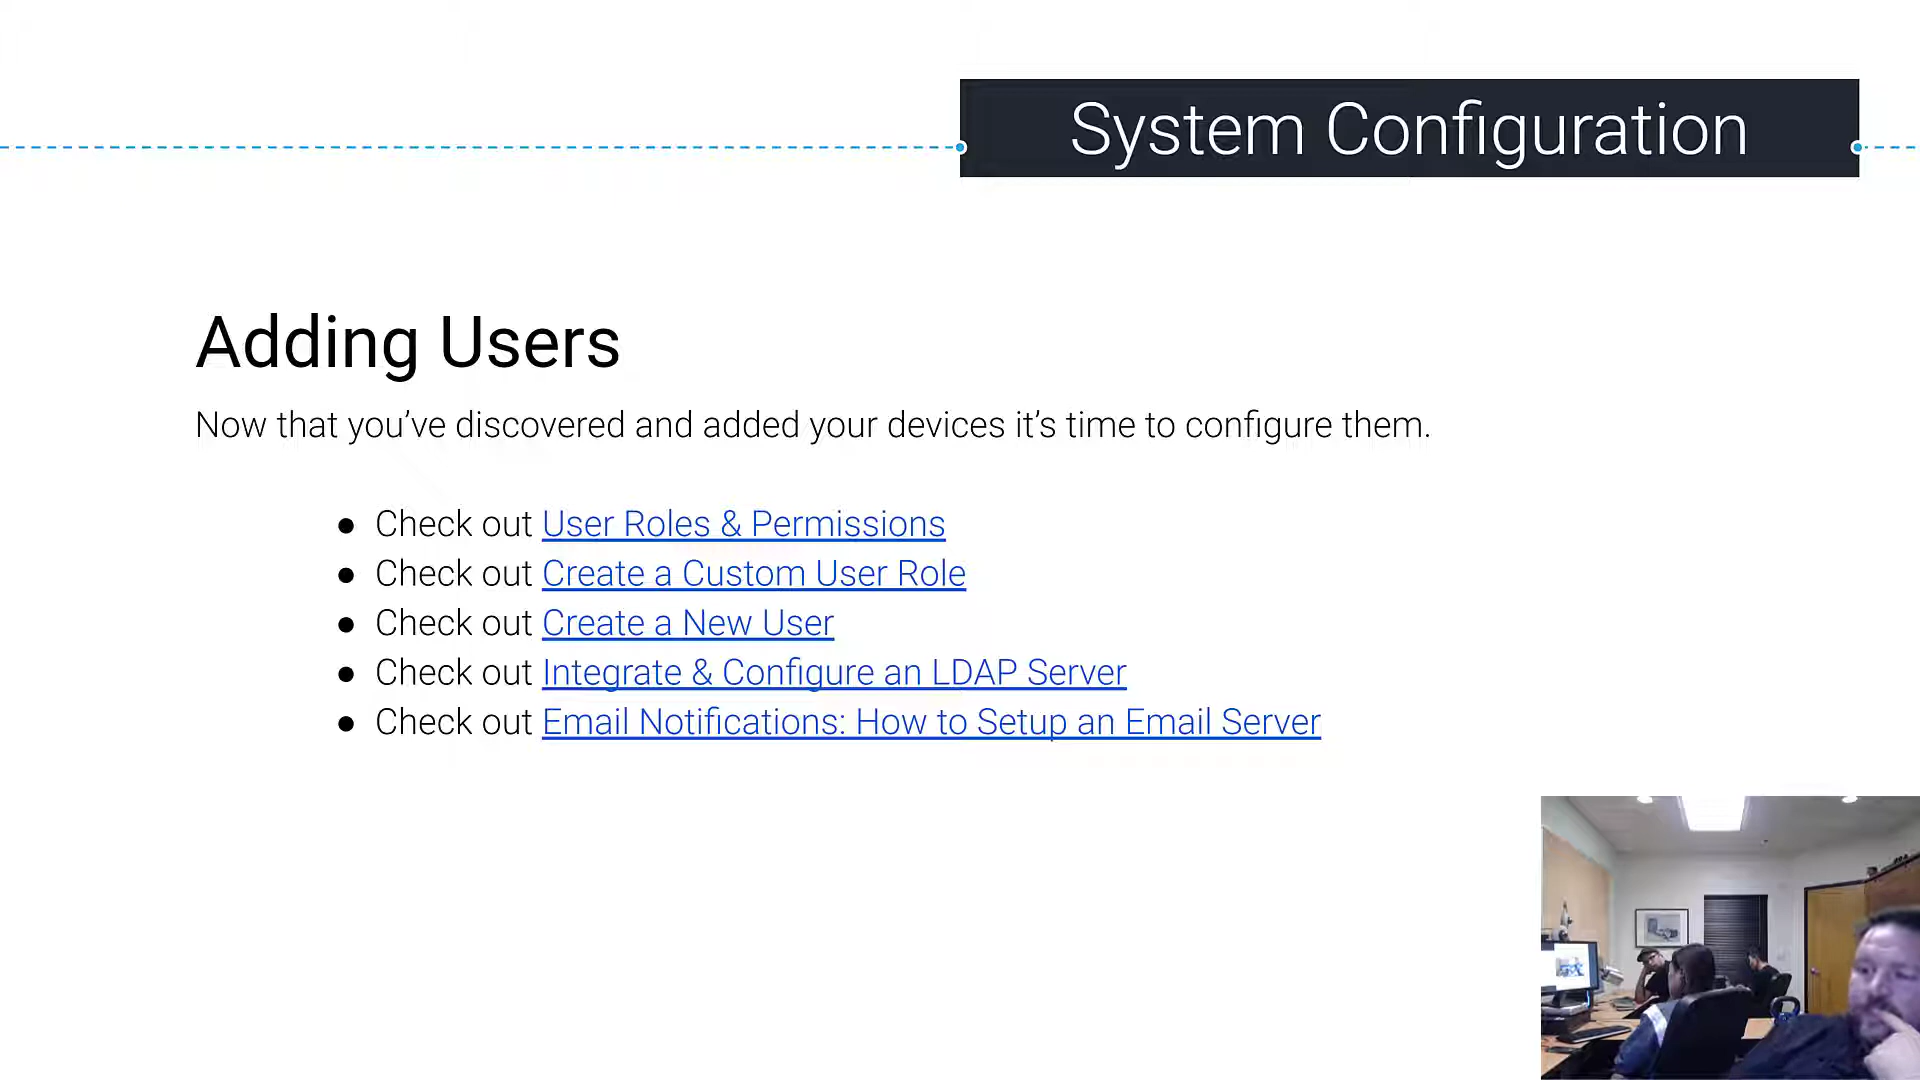 System Configuration
Adding Users
Now that you’ve discovered and added your devices it’s time to configure them.
● Check out User Roles & Permissions
● Check out Create a Custom User Role
● Check out Create a New User
● Check out Integrate & Configure an LDAP Server
● Check out Email Notifications: How to Setup an Email Server